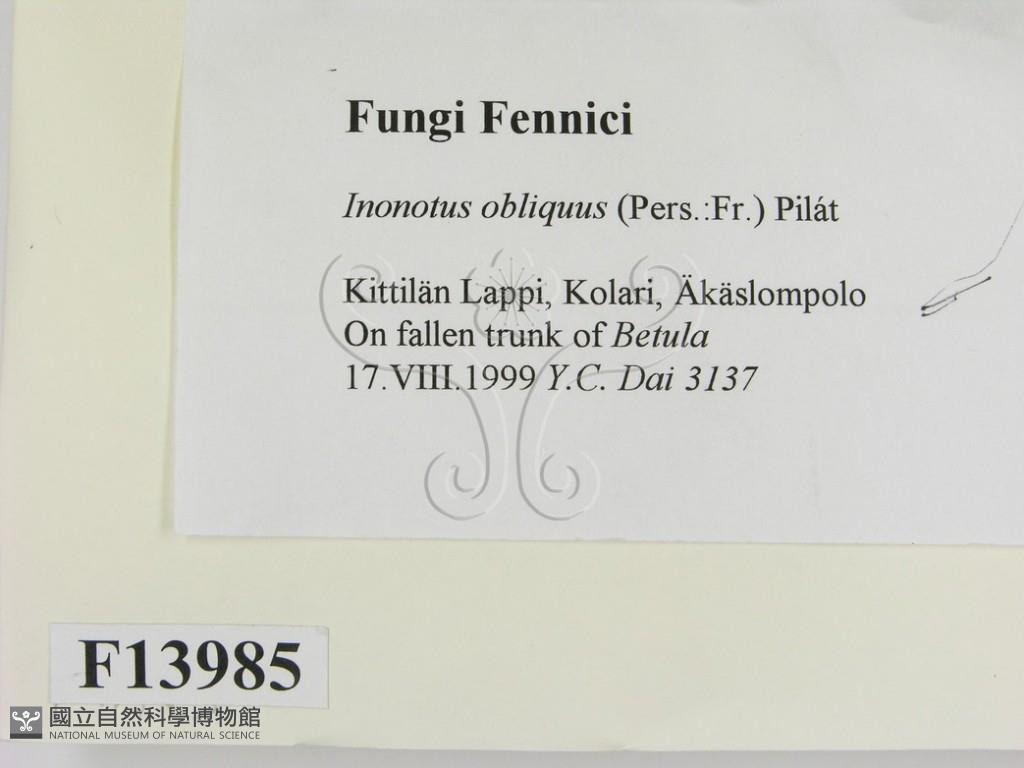 Fungi Fennici
Inonotus obliquus (Pers.:Fr.) Pilát
Kittilän Lappi, Kolari, Äkäslompolo
On fallen trunk of Betula
17.VIII.1999 Y.C. Dai 3137
F13985
國立自然科學博物館
NATIONAL MUSEUM OF NATURAL SCIENCE